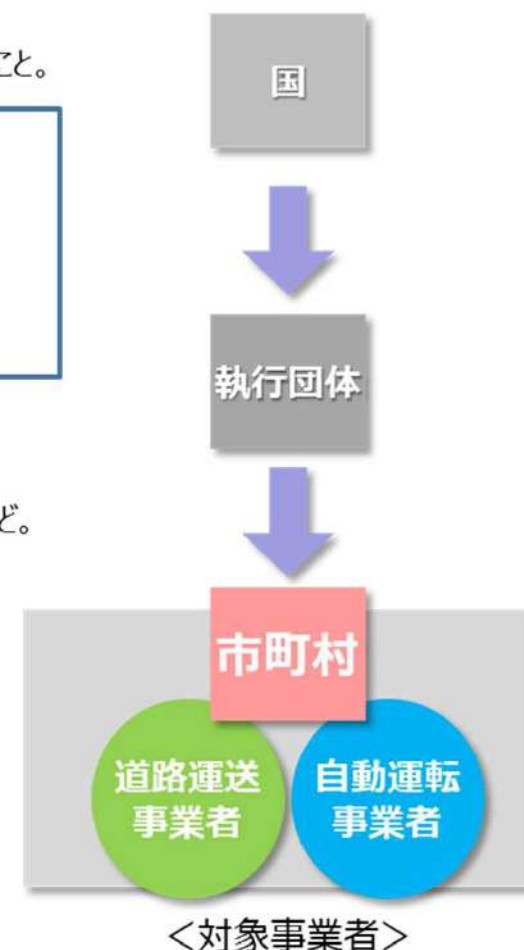 こと。
国
執行団体
ど。
市町村
道路運送
事業者
自動運転
事業者
＜対象事業者＞